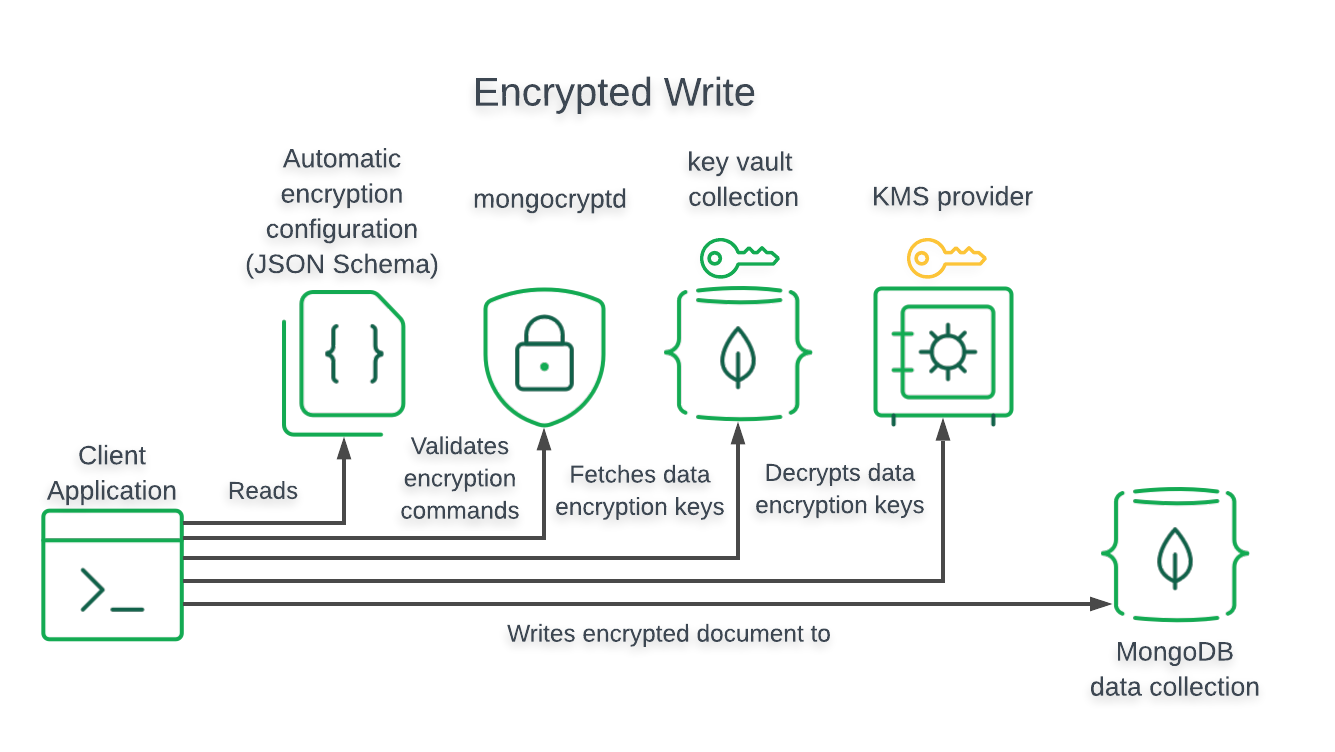 Encrypted Write
Automatic
encryption
configuration
(JSON Schema)
mongocryptd
key vault
collection
KMS provider
Client
Application
Reads
Validates
encryption
commands
Fetches data
encryption keys
Decrypts data
encryption keys
Writes encrypted document to
MongoDB
data collection